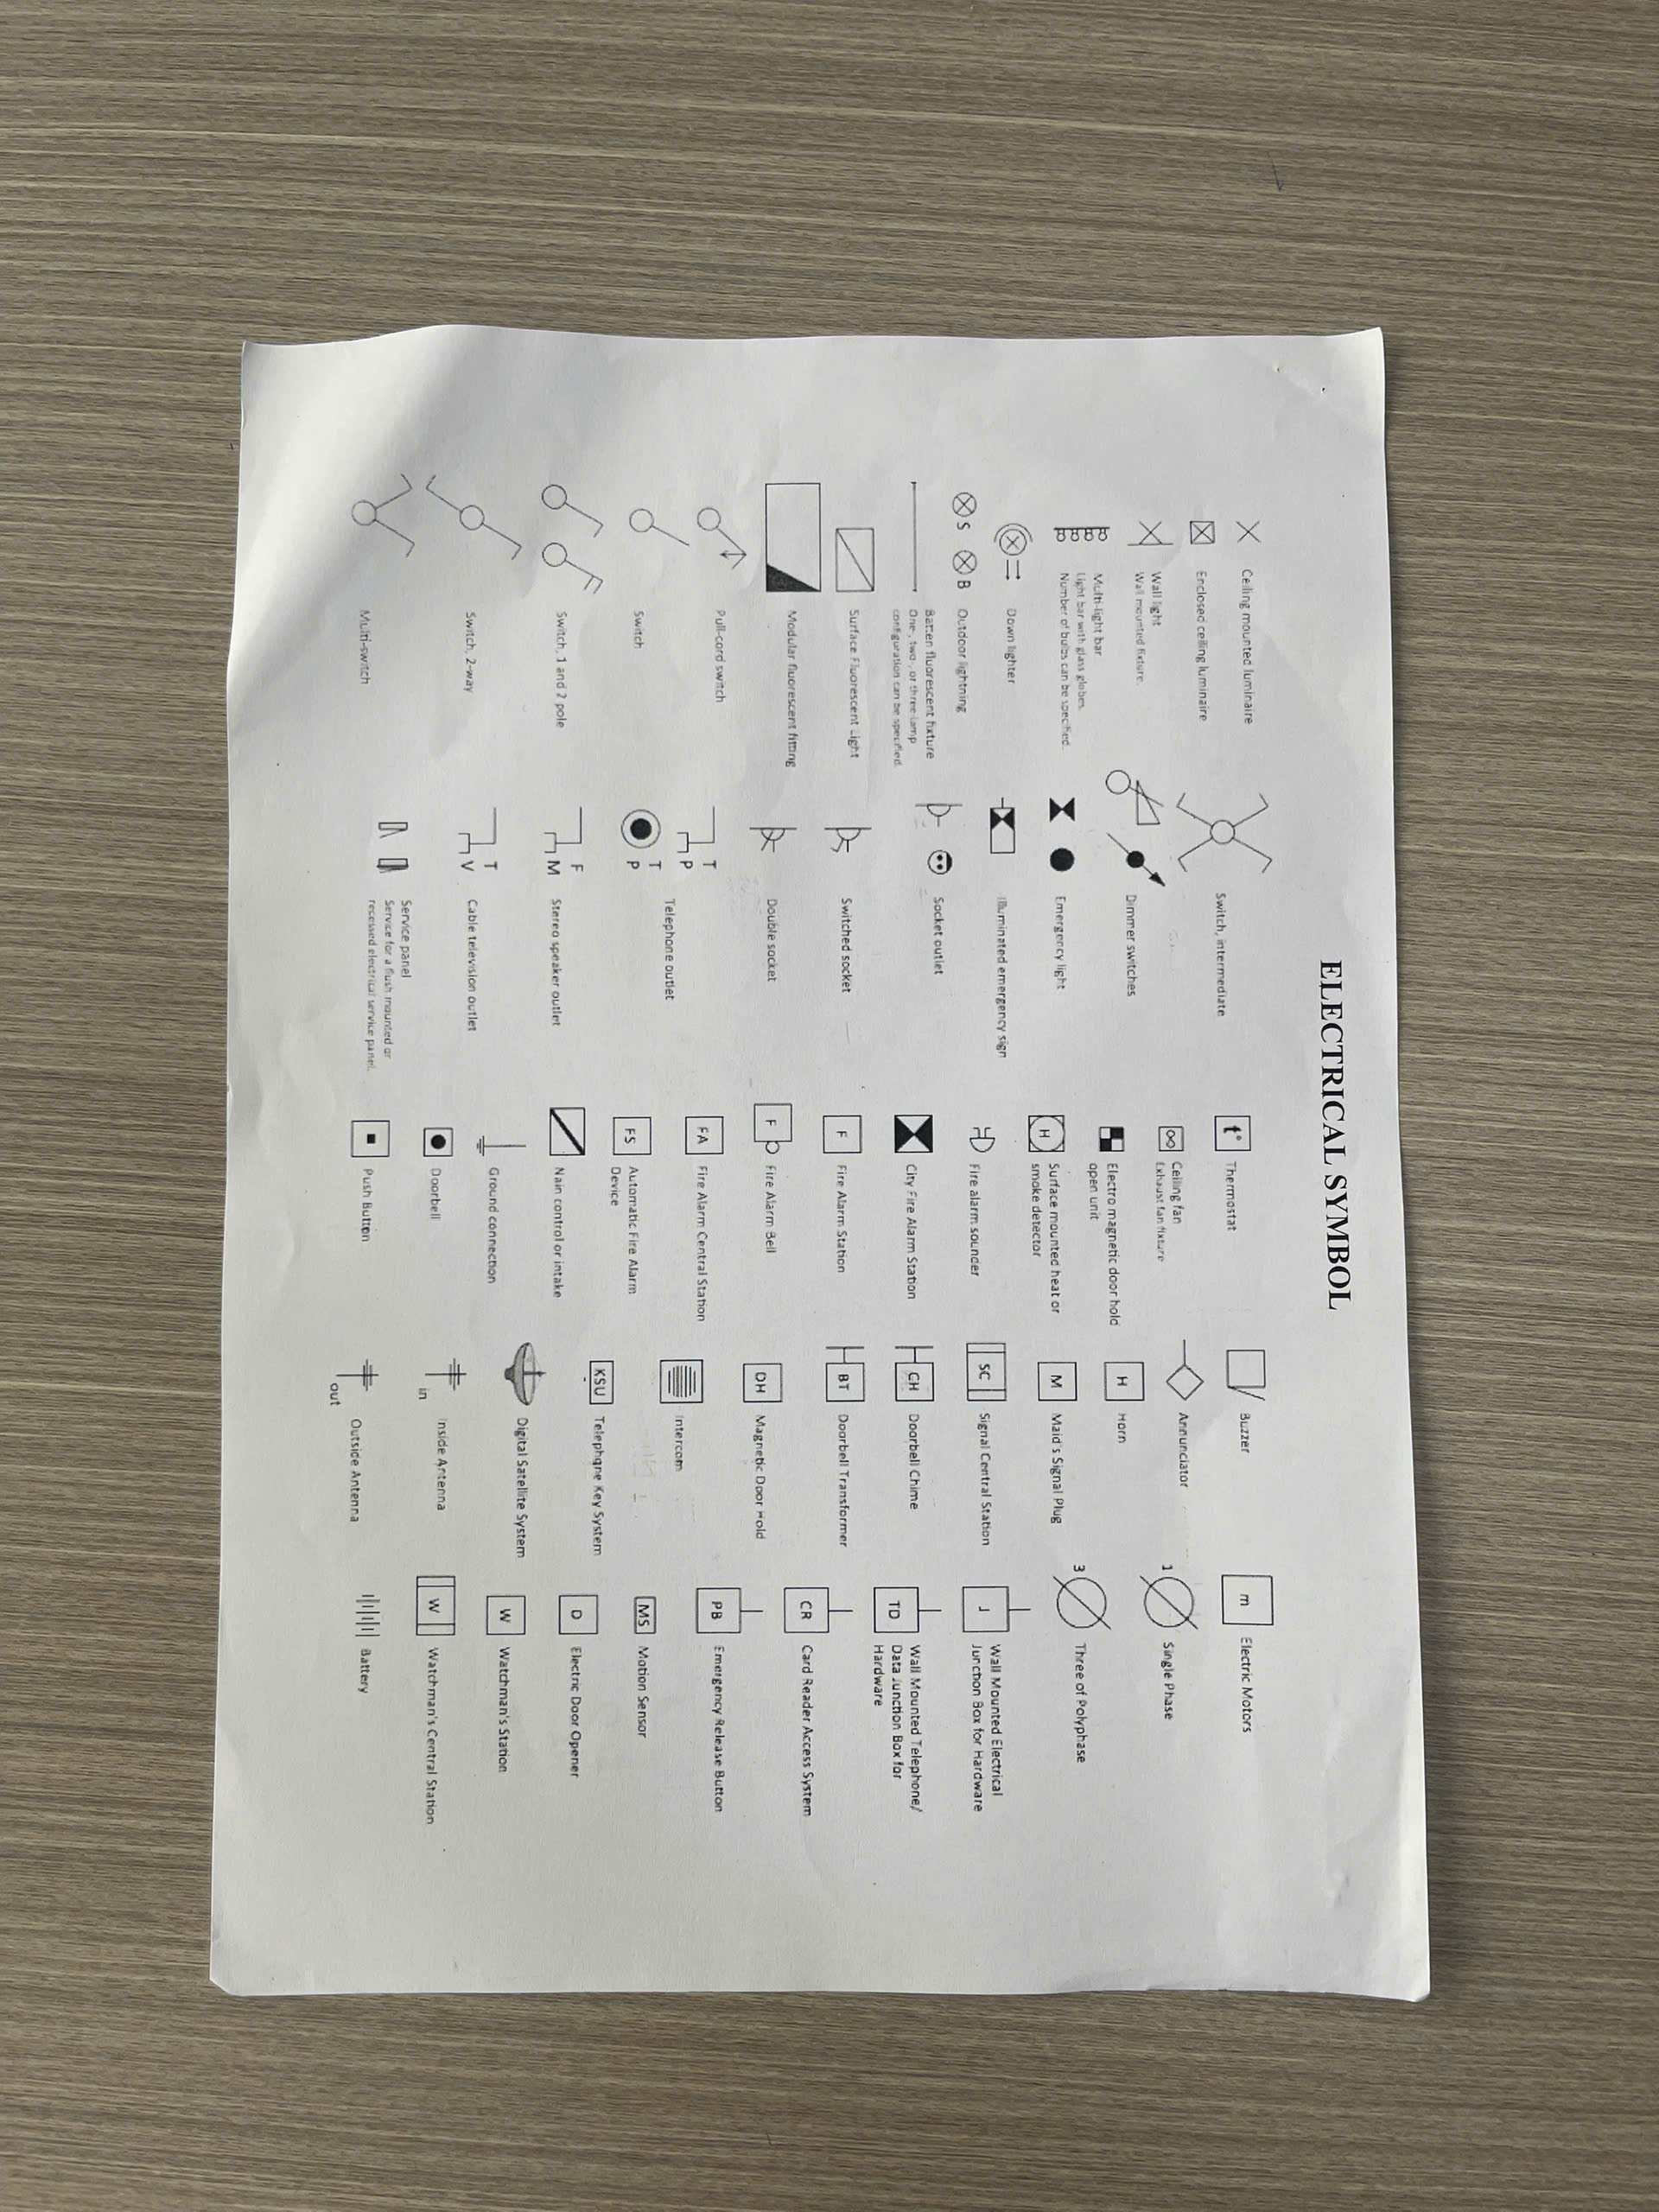 ELECTRICAL SYMBOL
Ceiling mounted luminaire
Enclosed ceiling luminaire
Wall light
Wall mounted fixture.
Multi-light bar
Light bar with glass globes.
Number of bulbs can be specified.
Down lighter
S B Outdoor lightning
Batten fluorescent fixture
One-, two-, or three-lamp
configuration can be specified.
Surface Fluorescent Light
Modular fluorescent fitting
Pull-cord switch
Switch
Switch, 1 and 2 pole
Switch, 2-way
Multi-switch
Switch, intermediate
Dimmer switches
Emergency light
Illuminated emergency sign
Socket outlet
Switched socket
Double socket
T
P
T
P
Telephone outlet
F
M
Stereo speaker outlet
T
V
Cable television outlet
Service panel
Service for a flush mounted or
recessed electrical service panel.
t° Thermostat
Ceiling fan
Exhaust fan fixture
Electro magnetic door hold
open unit
H Surface mounted heat or
smoke detector
Fire alarm sounder
City Fire Alarm Station
F Fire Alarm Station
F Fire Alarm Bell
FA Fire Alarm Central Station
FS Automatic Fire Alarm
Device
Nain control or intake
Ground connection
Doorbell
Push Button
Buzzer
Annunciator
H Horn
M Maid's Signal Plug
SC Signal Central Station
CH Doorbell Chime
BT Doorbell Transformer
DH Magnetic Door Hold
Intercom
KSU Telephone Key System
Digital Satellite System
in Inside Antenna
out Outside Antenna
m Electric Motors
1 Single Phase
3 Three of Polyphase
J Wall Mounted Electrical
Junction Box for Hardware
TD Wall Mounted Telephone/
Data Junction Box for
Hardware
CR Card Reader Access System
PB Emergency Release Button
MS Motion Sensor
D Electric Door Opener
W Watchman's Station
W Watchman's Central Station
Battery